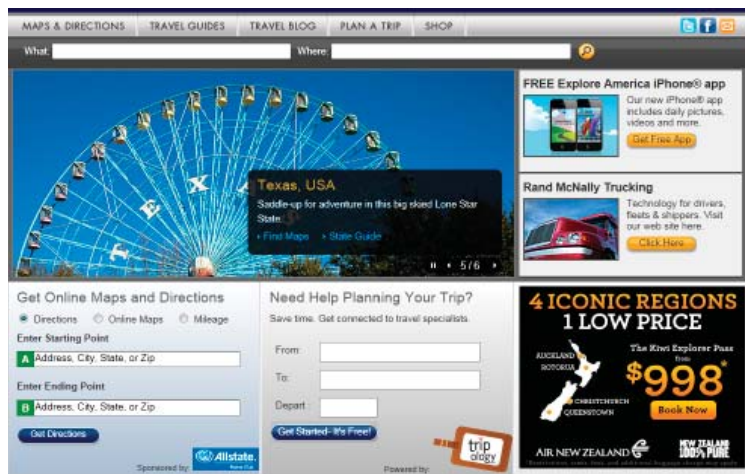 MAPS & DIRECTIONS
TRAVEL GUIDES
TRAVEL BLOG
PLAN A TRIP
SHOP
What:
Where:
TEXA
Texas, USA
Saddle-up for adventure in this big skied Lone Star
State.
Find Maps
State Guide
5/6
FREE Explore America iPhone® app
Our new iPhone® app
includes daily pictures,
videos and more.
Get Free App
Rand McNally Trucking
Technology for drivers,
fleets & shippers. Visit
our web site here.
Click Here
Get Online Maps and Directions
Directions
Online Maps
Mileage
Enter Starting Point
A Address, City, State, or Zip
Enter Ending Point
B Address, City, State, or Zip
Get Directions
Sponsored by:
Allstate.
Need Help Planning Your Trip?
Save time. Get connected to travel specialists.
From:
To:
Depart :
Get Started- It's Free!
Powered by:
trip
ology
4 ICONIC REGIONS
1 LOW PRICE
The Kiwi Explorer Pass
from
$998*
Book Now
AUCKLAND
ROTORUA
CHRISTCHURCH
QUEENSTOWN
AIR NEW ZEALAND
NEW ZEALAND
100% PURE